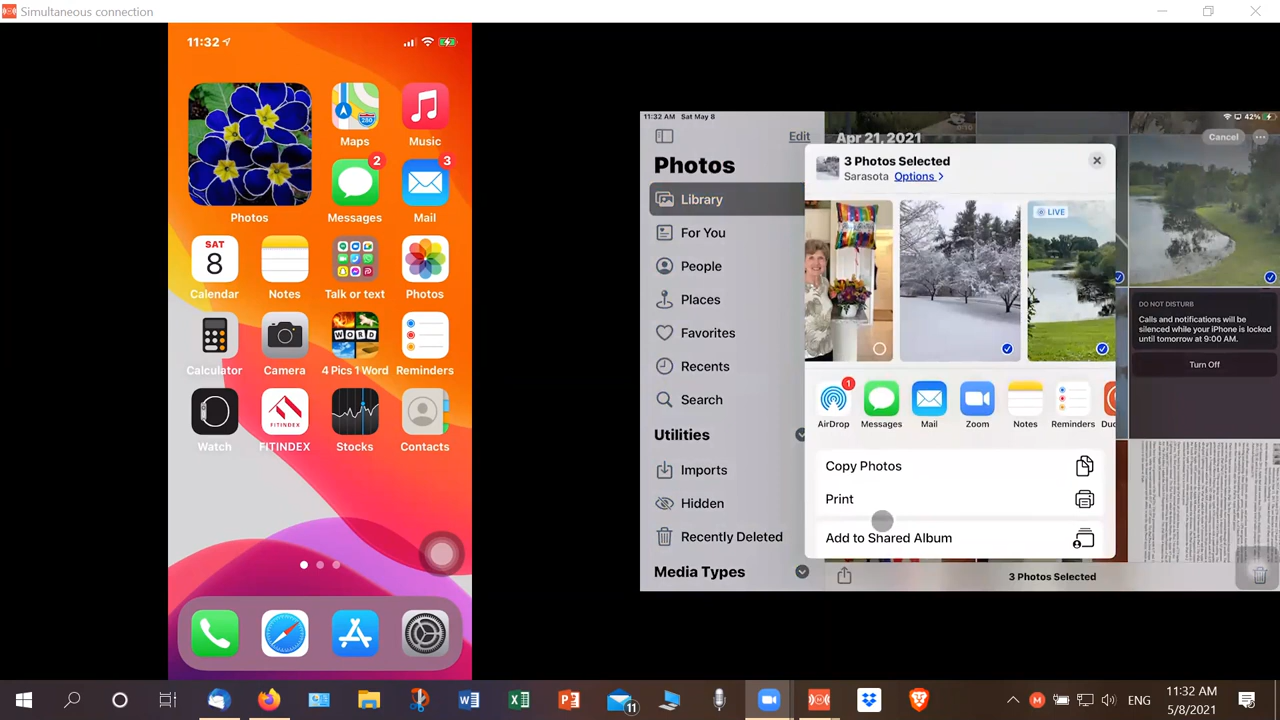 Simultaneous connection
11:32
Photos
Maps
Music
2
Messages
3
Mail
SAT
8
Calendar
Notes
Talk or text
Photos
Calculator
Camera
WORD
4 Pics 1 Word
Reminders
Watch
FITINDEX
FITINDEX
Stocks
Contacts
11:32 AM Sat May 8
42%
Edit
Photos
Library
For You
People
Places
Favorites
Recents
Search
Utilities
Imports
Hidden
Recently Deleted
Media Types
Apr 21, 2021
Cancel
3 Photos Selected
Sarasota Options >
LIVE
1
AirDrop
Messages
Mail
Zoom
Notes
Reminders
Duc
Copy Photos
Print
Add to Shared Album
3 Photos Selected
DO NOT DISTURB
Calls and notifications will be
silenced while your iPhone is locked
until tomorrow at 9:00 AM.
Turn Off
11
ENG
11:32 AM
5/8/2021